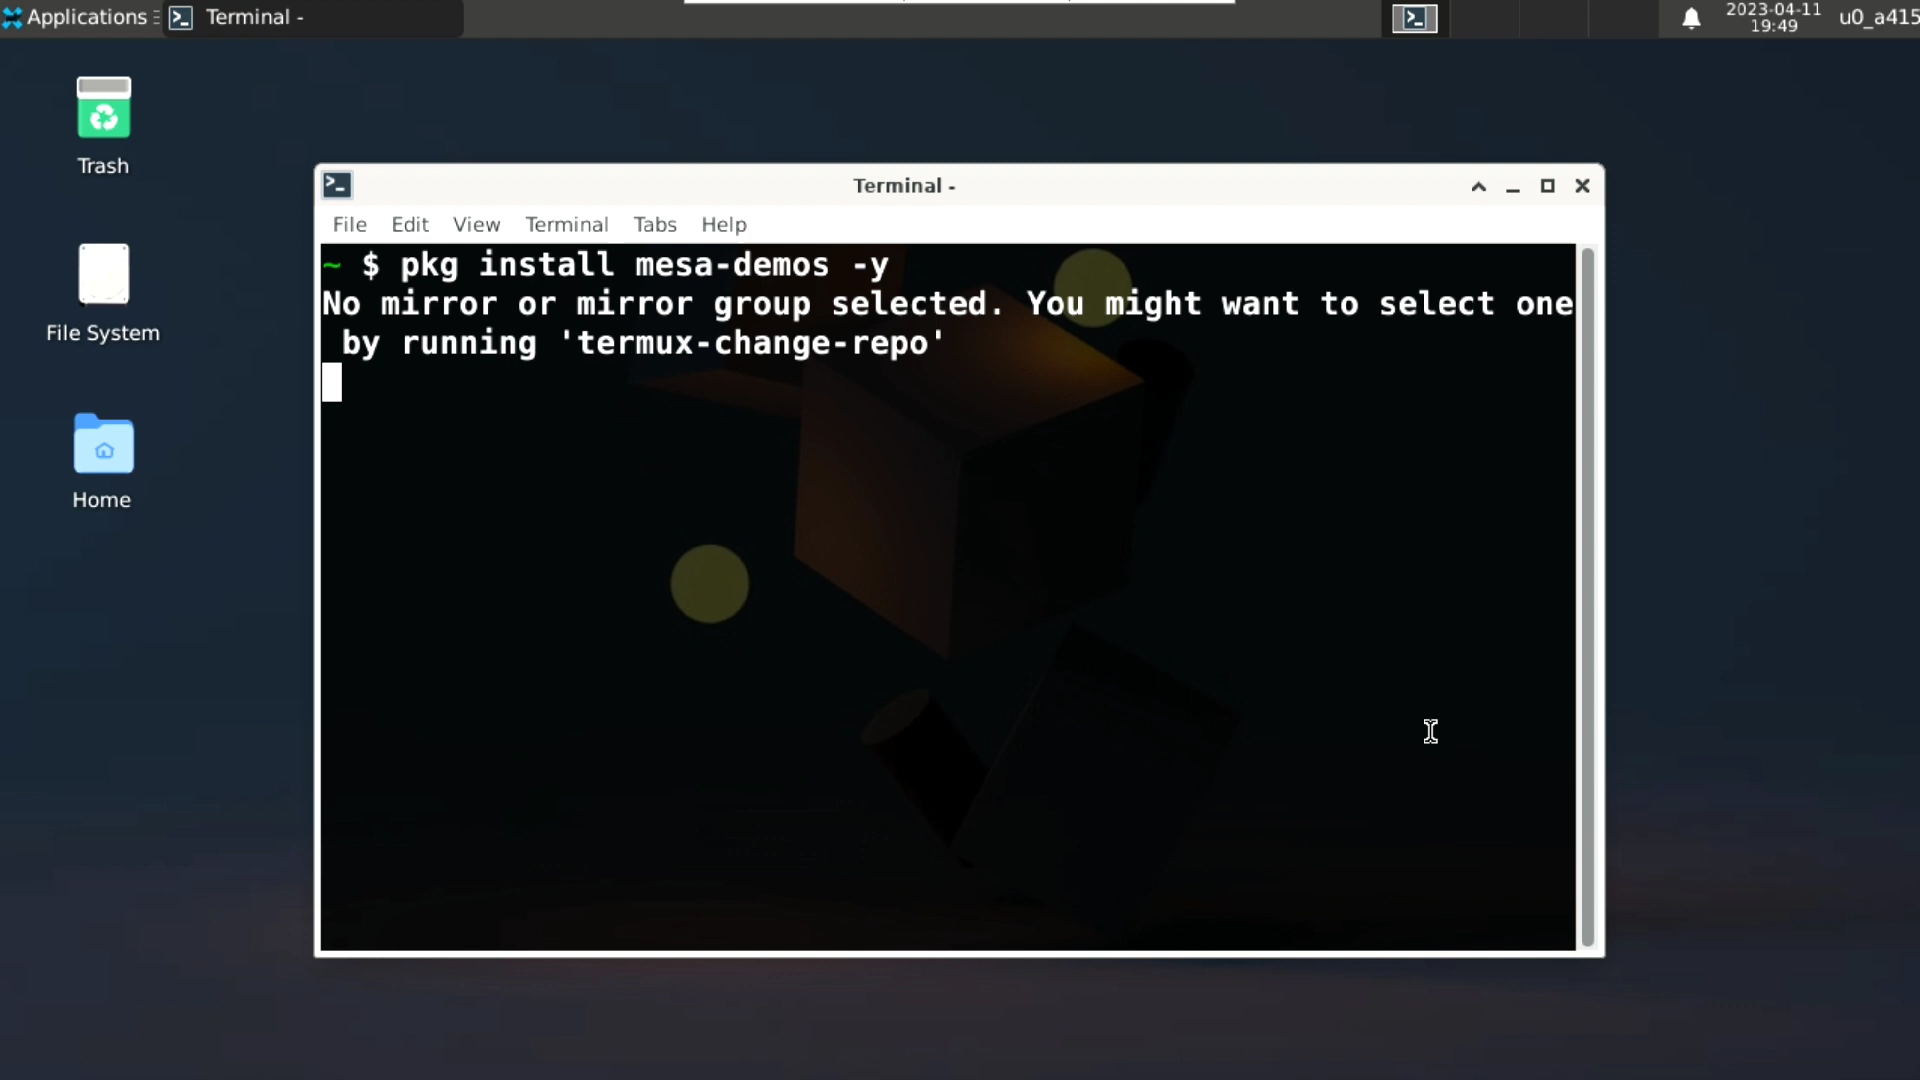 Applications
Terminal -
2023-04-11
19:49
u0_a415
Trash
File System
Home
Terminal -
File Edit View Terminal Tabs Help
~ $ pkg install mesa-demos -y
No mirror or mirror group selected. You might want to select one
by running 'termux-change-repo'